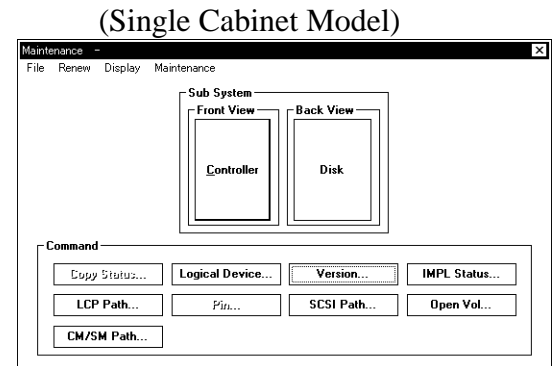 (Single Cabinet Model)
Maintenance -
File Renew Display Maintenance
Sub System
Front View Back View
Controller Disk
Command
Copy Status... Logical Device... Version... IMPL Status...
LCP Path... Pin... SCSI Path... Open Vol...
CM/SM Path...